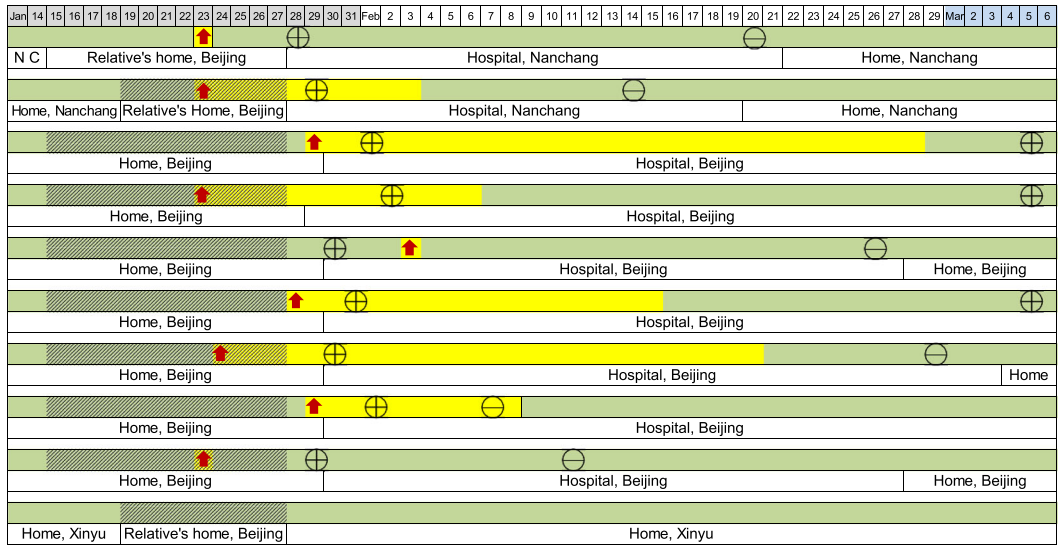 Jan 14 15 16 17 18 19 20 21 22 23 24 25 26 27 28 29 30 31 Feb 2 3 4 5 6 7 8 9 10 11 12 13 14 15 16 17 18 19 20 21 22 23 24 25 26 27 28 29 Mar 2 3 4 5 6
N C Relative's home, Beijing Hospital, Nanchang Home, Nanchang
Home, Nanchang Relative's Home, Beijing Hospital, Nanchang Home, Nanchang
Home, Beijing Hospital, Beijing
Home, Beijing Hospital, Beijing
Home, Beijing Hospital, Beijing Home, Beijing
Home, Beijing Hospital, Beijing
Home, Beijing Hospital, Beijing Home
Home, Beijing Hospital, Beijing
Home, Beijing Hospital, Beijing Home, Beijing
Home, Xinyu Relative's home, Beijing Home, Xinyu